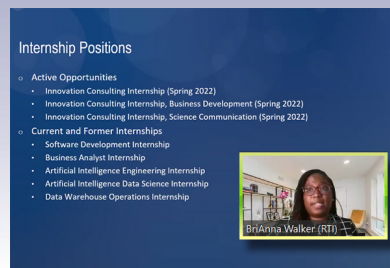 Internship Positions
Active Opportunities
Innovation Consulting Internship (Spring 2022)
Innovation Consulting Internship, Business Development (Spring 2022)
Innovation Consulting Internship, Science Communication (Spring 2022)
Current and Former Internships
Software Development Internship
Business Analyst Internship
Artificial Intelligence Engineering Internship
Artificial Intelligence Data Science Internship
Data Warehouse Operations Internship
BriAnna Walker (RTI)